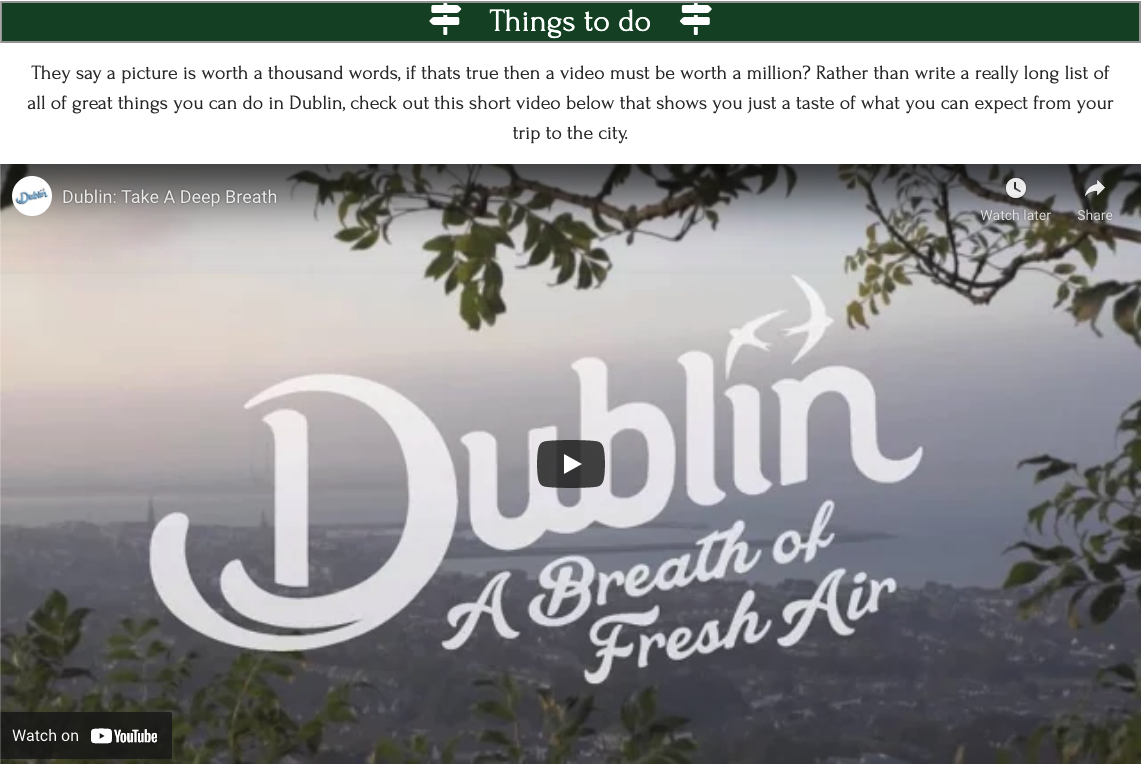 Things to do
They say a picture is worth a thousand words, if thats true then a video must be worth a million? Rather than write a really long list of
all of great things you can do in Dublin, check out this short video below that shows you just a taste of what you can expect from your
trip to the city.
Dublin
Dublin: Take A Deep Breath
Watch later
Share
Dublin
A Breath of
Fresh Air
Watch on YouTube